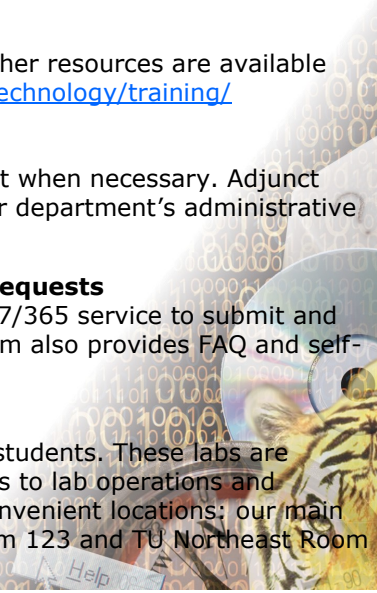 her resources are available
echnology/training/
t when necessary. Adjunct
r department’s administrative
equests
7/365 service to submit and
m also provides FAQ and self-
students. These labs are
s to lab operations and
nvenient locations: our main
m 123 and TU Northeast Room
Help
90